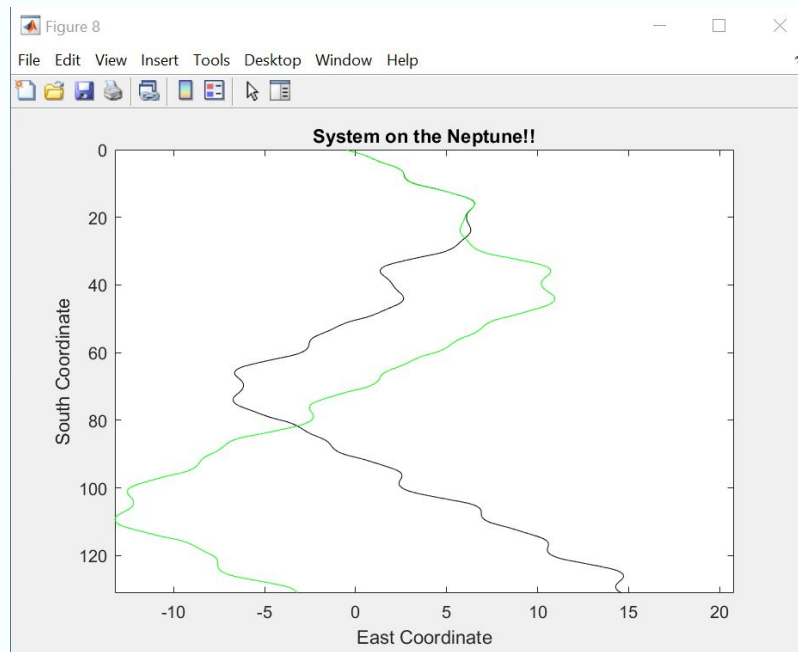 Figure 8
File Edit View Insert Tools Desktop Window Help
System on the Neptune!!
0
20
40
60
80
100
120
South Coordinate
-10 -5 0 5 10 15 20
East Coordinate